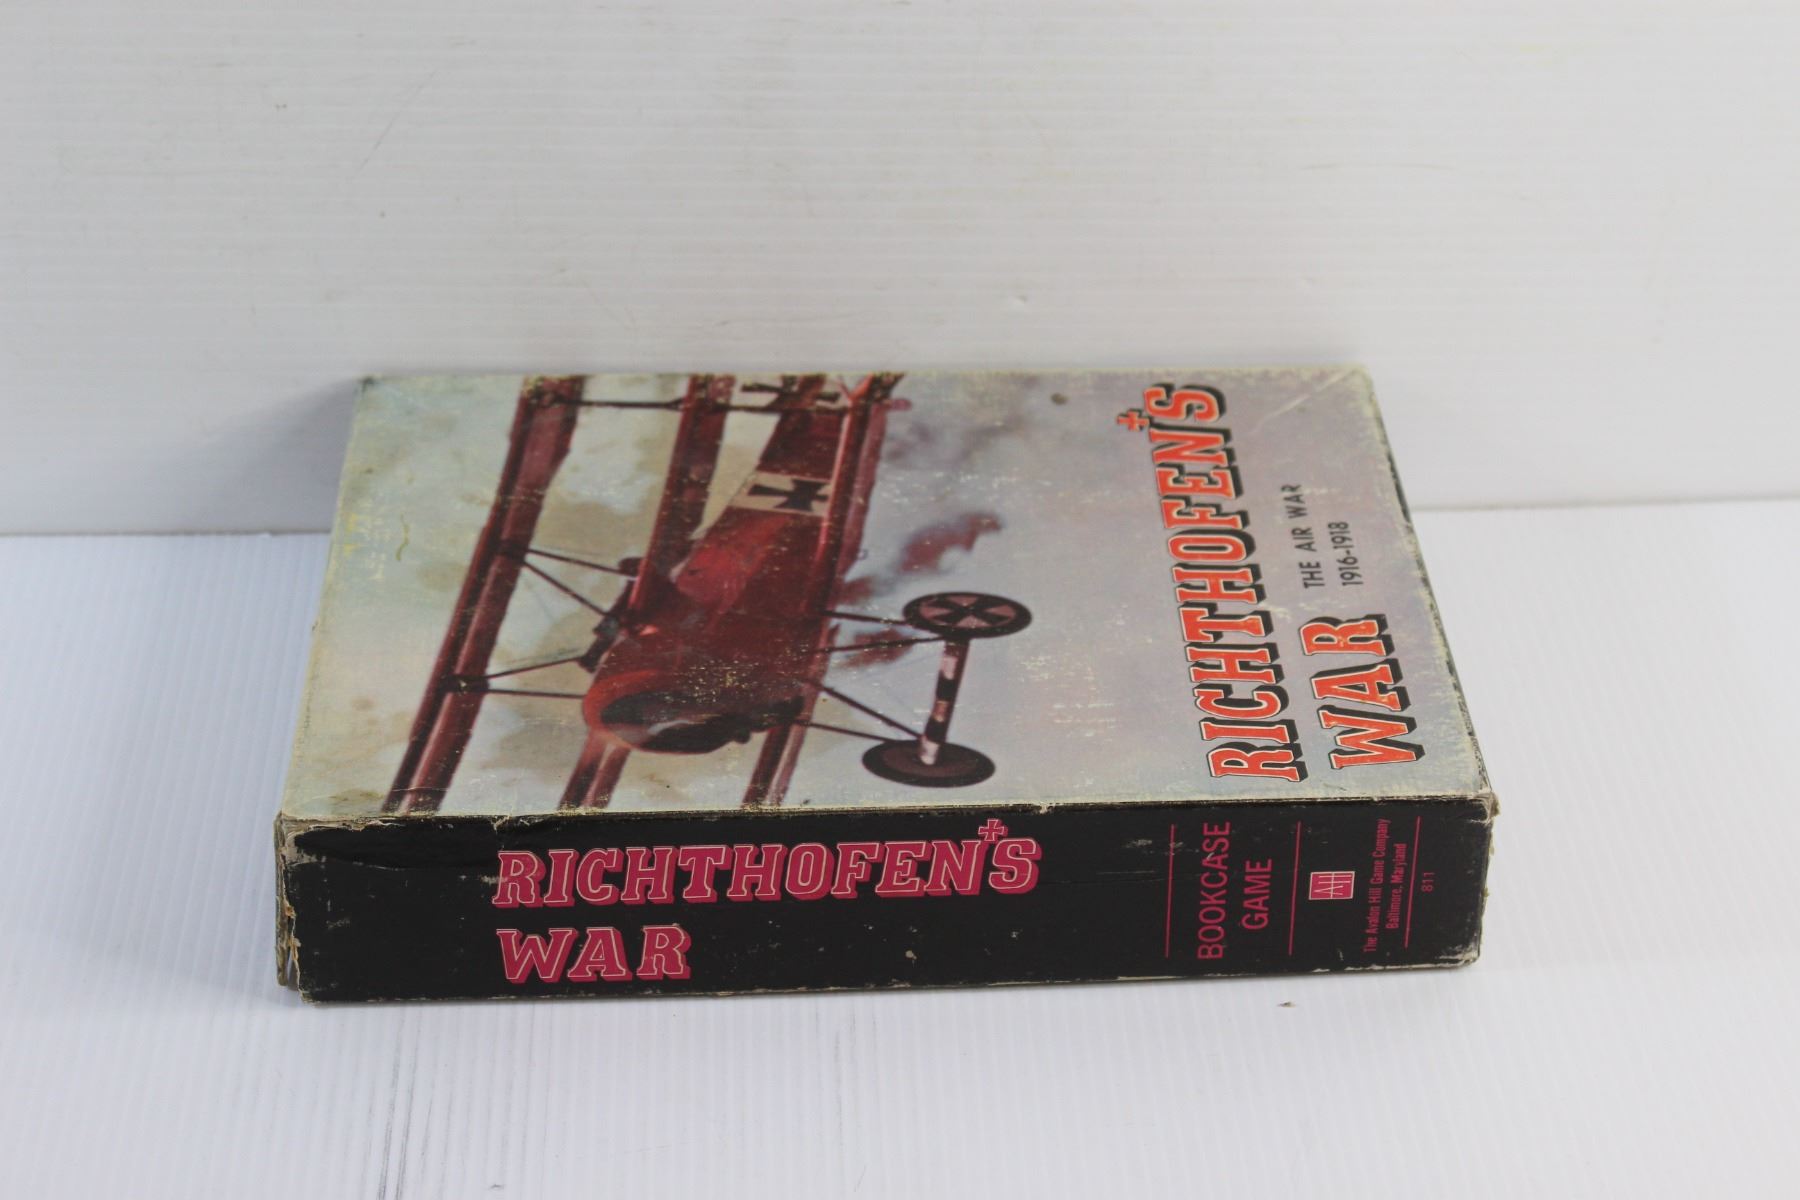 RICHTHOFEN'S
WAR
THE AIR WAR
1916-1918
RICHTHOFEN'S
WAR
BOOKCASE
GAME
AH
The Avalon Hill Game Company
Baltimore, Maryland
811